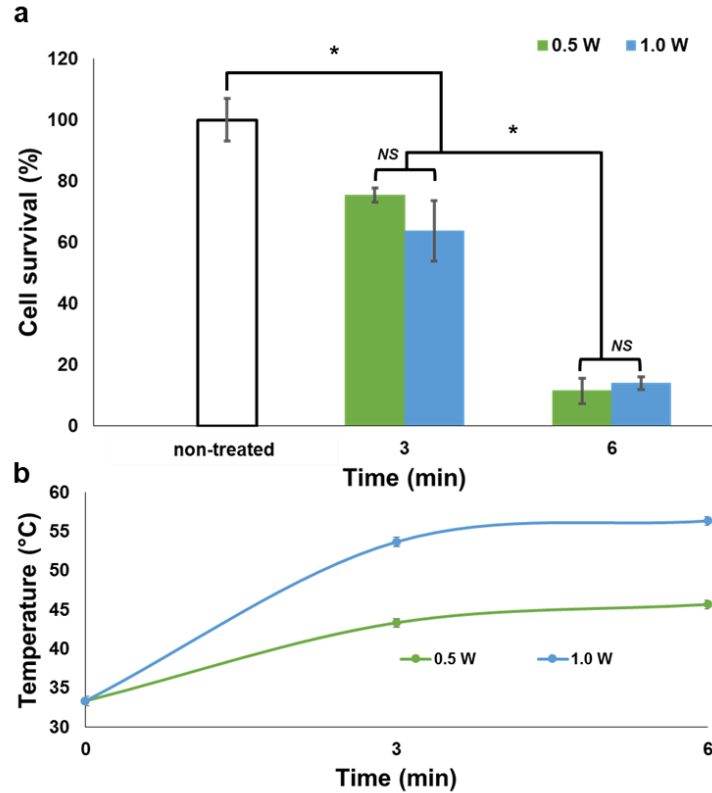 a
120
100
80
60
40
20
0
Cell survival (%)
*
*
NS
NS
0.5 W 1.0 W
non-treated 3 6
Time (min)
b
60
55
50
45
40
35
30
Temperature (°C)
0.5 W 1.0 W
0 3 6
Time (min)